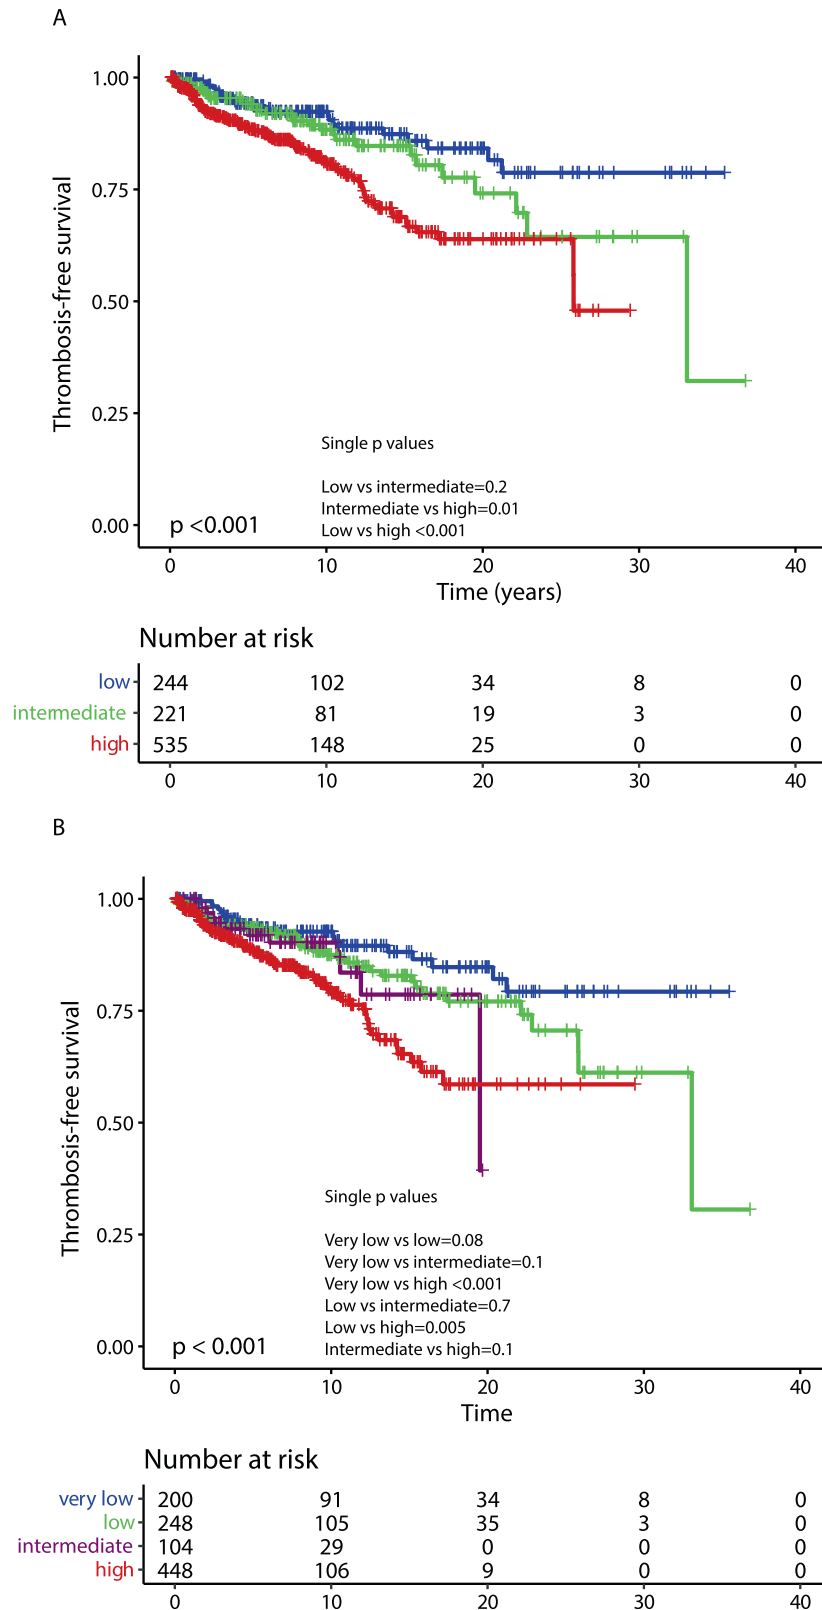 A
1.00
0.75
0.50
0.25
0.00
Thrombosis-free survival
Single p values
Low vs intermediate=0.2
Intermediate vs high=0.01
Low vs high <0.001
p <0.001
0 10 20 30 40
Time (years)
Number at risk
low 244 102 34 8 0
intermediate 221 81 19 3 0
high 535 148 25 0 0
0 10 20 30 40
B
1.00
0.75
0.50
0.25
0.00
Thrombosis-free survival
Single p values
Very low vs low=0.08
Very low vs intermediate=0.1
Very low vs high <0.001
Low vs intermediate=0.7
Low vs high=0.005
Intermediate vs high=0.1
p < 0.001
0 10 20 30 40
Time
Number at risk
very low 200 91 34 8 0
low 248 105 35 3 0
intermediate 104 29 0 0 0
high 448 106 9 0 0
0 10 20 30 40